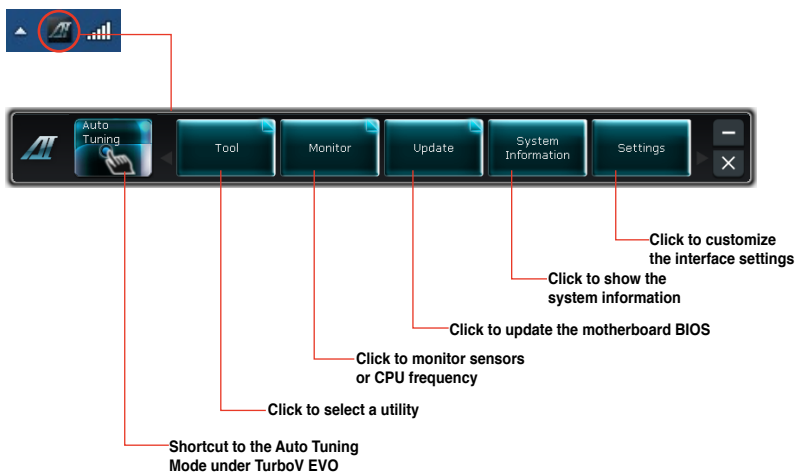 Auto
Tuning
Tool
Monitor
Update
System
Information
Settings
Click to customize
the interface settings
Click to show the
system information
Click to update the motherboard BIOS
Click to monitor sensors
or CPU frequency
Click to select a utility
Shortcut to the Auto Tuning
Mode under TurboV EVO